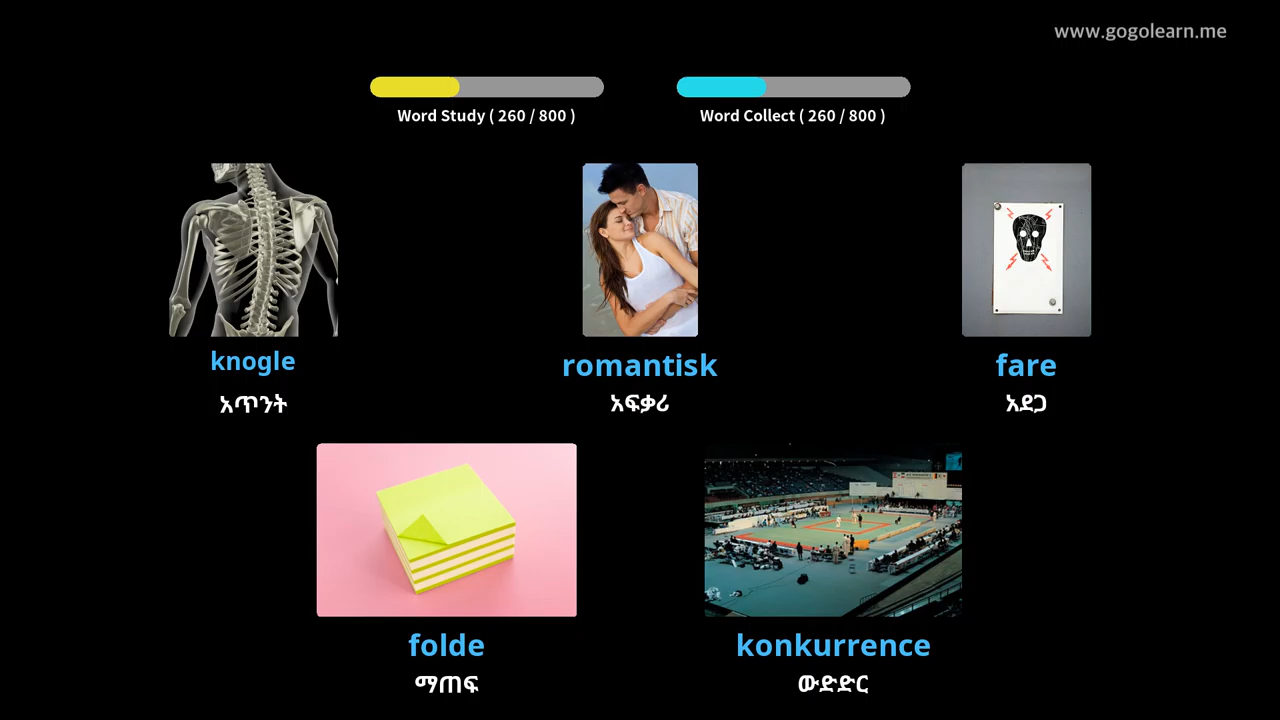 www.gogolearn.me
Word Study ( 260 / 800 )
Word Collect ( 260 / 800 )
knogle
አጥንት
romantisk
አፍቃሪ
fare
አደጋ
folde
ማጠፍ
konkurrence
ውድድር